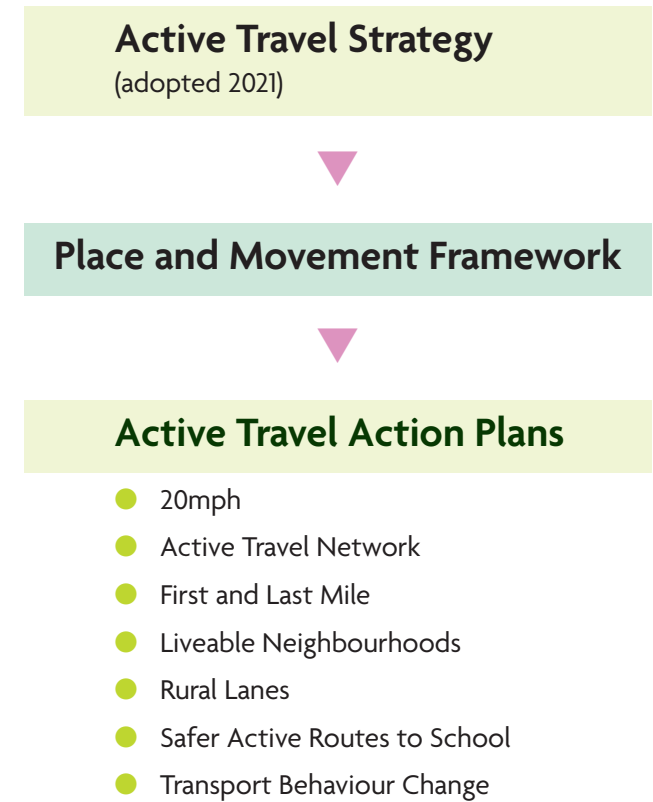 Active Travel Strategy
(adopted 2021)
Place and Movement Framework
Active Travel Action Plans
20mph
Active Travel Network
First and Last Mile
Liveable Neighbourhoods
Rural Lanes
Safer Active Routes to School
Transport Behaviour Change